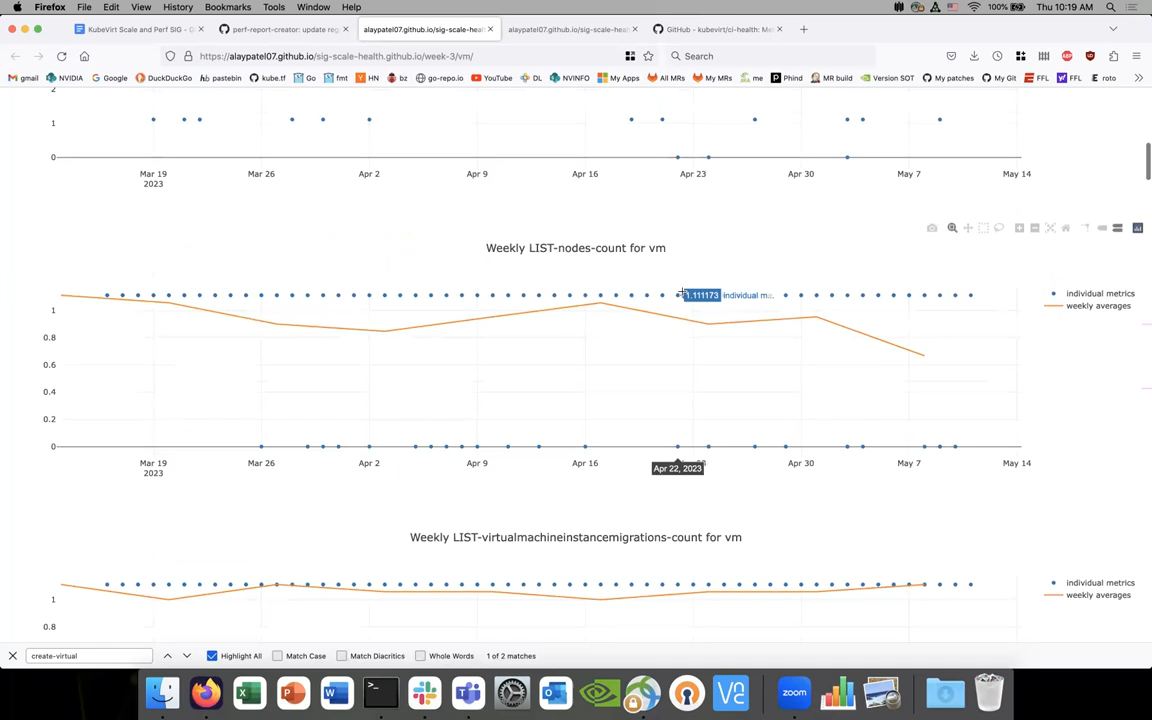 Firefox File Edit View History Bookmarks Tools Window Help 100% Thu 10:19 AM
KubeVirt Scale and Perf SIG - perf-report-creator: update reg alaypatel07.github.io/sig-scale-heal alaypatel07.github.io/sig-scale-heal GitHub - kubevirt/ci-health: Met
https://alaypatel07.github.io/sig-scale-health.github.io/week-3/vm/ Search
gmail NVIDIA Google DuckDuckGo pastebin kube.tf Go fmt HN bz go-repo.io YouTube DL NVINFO My Apps All MRs My MRs me Phind MR build Version SOT My patches My Git FFL FFL roto
2
1
0
Mar 19 Mar 26 Apr 2 Apr 9 Apr 16 Apr 23 Apr 30 May 7 May 14
2023
Weekly LIST-nodes-count for vm
1.111173 individual m...
individual metrics
weekly averages
1
0.8
0.6
0.4
0.2
0
Mar 19 Mar 26 Apr 2 Apr 9 Apr 16 Apr 30 May 7 May 14
2023
Apr 22, 2023
Weekly LIST-virtualmachineinstancemigrations-count for vm
individual metrics
weekly averages
1
0.8
create-virtual Highlight All Match Case Match Diacritics Whole Words 1 of 2 matches
zoom